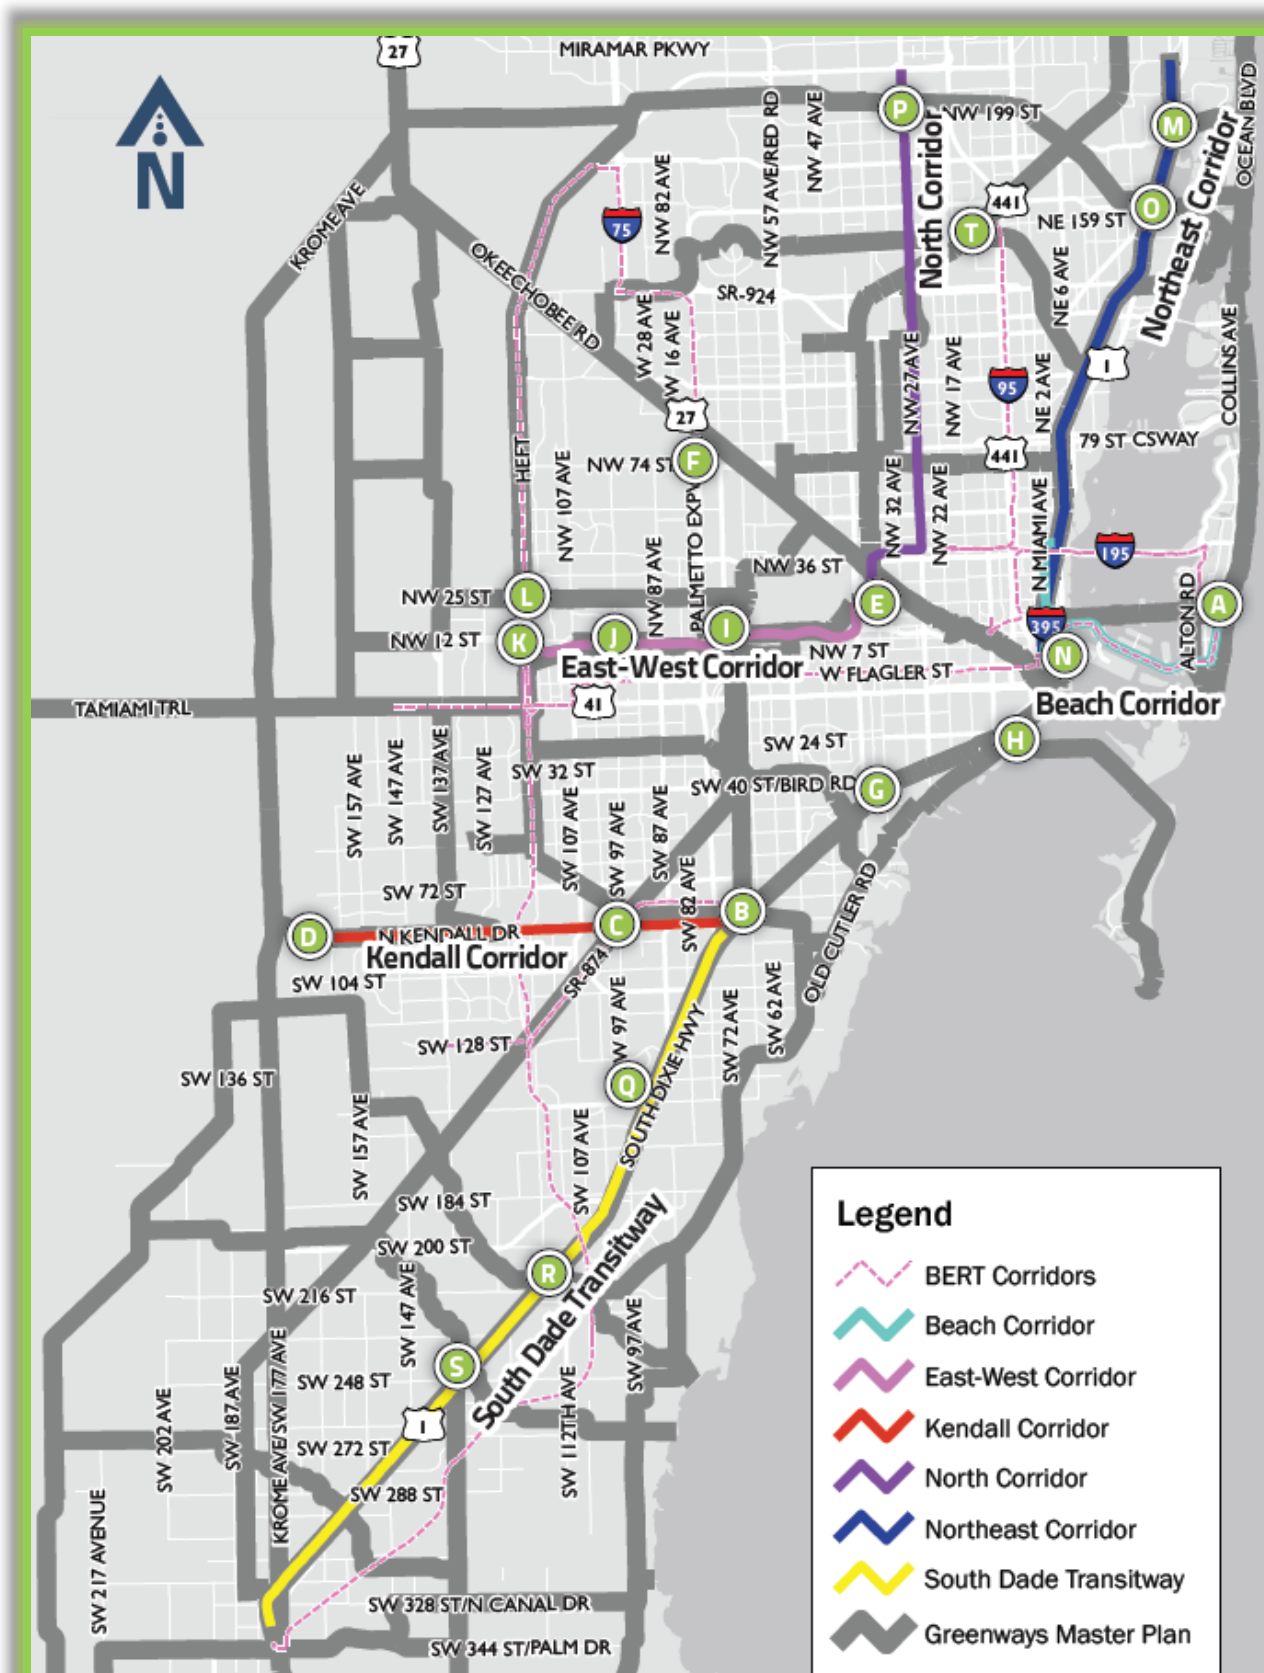 27
MIRAMAR PKWY
OCEAN BLVD
P
NW 199 ST
M
NW 47 AVE
NW 57 AVE/RED RD
North Corridor
Northeast Corridor
N
KROME AVE
NW 82 AVE
75
441
NE 159 ST
O
T
OKEECHOBEE RD
SR-924
NE 6 AVE
W 28 AVE
W 16 AVE
COLLINS AVE
NW 27 AVE
NW 17 AVE
95
NE 2 AVE
1
27
HEFT
NW 107 AVE
NW 74 ST
F
441
79 ST CSWAY
PALMETTO EXPY
NW 32 AVE
NW 22 AVE
N MIAMI AVE
195
NW 87 AVE
NW 36 ST
NW 25 ST
L
E
A
ALTON RD
NW 12 ST
K
J
I
395
N
NW 7 ST
W FLAGLER ST
East-West Corridor
41
Beach Corridor
TAMIAMI TRL
H
SW 24 ST
SW 32 ST
SW 40 ST/BIRD RD
G
SW 157 AVE
SW 147 AVE
SW 137 AVE
SW 127 AVE
SW 107 AVE
SW 97 AVE
SW 87 AVE
SW 72 ST
SW 82 AVE
B
C
D
N KENDALL DR
Kendall Corridor
OLD CUTLER RD
SW 104 ST
SR-874
SW 97 AVE
SW 72 AVE
SW 62 AVE
SW 128 ST
SW 136 ST
Q
SOUTH DIXIE HWY
SW 157 AVE
SW 107 AVE
SW 184 ST
SW 200 ST
R
South Dade Transitway
SW 216 ST
SW 147 AVE
SW 97 AVE
S
SW 187 AVE
KROME AVE/SW 177 AVE
SW 248 ST
SW 202 AVE
1
SW 112TH AVE
SW 272 ST
SW 288 ST
SW 217 AVENUE
SW 328 ST/N CANAL DR
SW 344 ST/PALM DR
Legend
BERT Corridors
Beach Corridor
East-West Corridor
Kendall Corridor
North Corridor
Northeast Corridor
South Dade Transitway
Greenways Master Plan